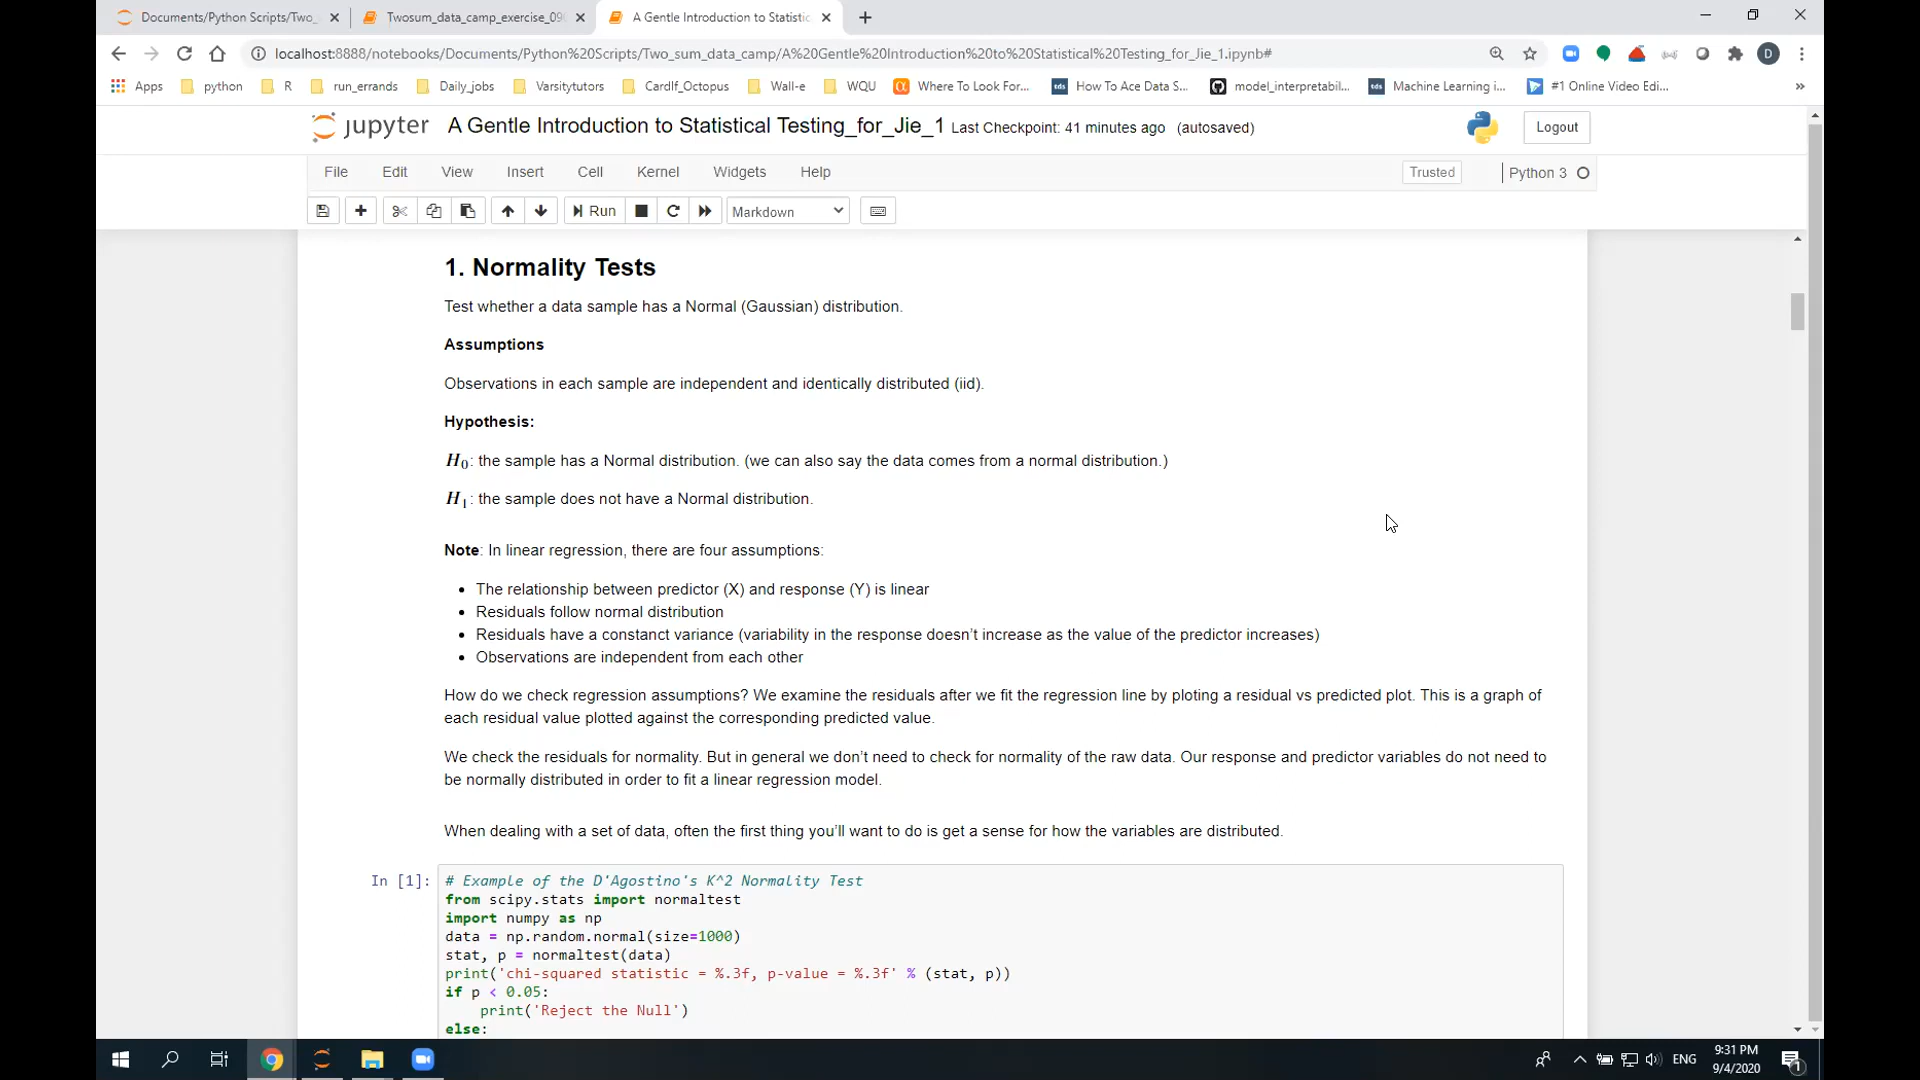 Documents/Python Scripts/Two_
Twosum_data_camp_exercise_09
A Gentle Introduction to Statistic
localhost:8888/notebooks/Documents/Python%20Scripts/Two_sum_data_camp/A%20Gentle%20Introduction%20to%20Statistical%20Testing_for_Jie_1.ipynb#
D
Apps python R run_errands Daily_jobs Varsitytutors Cardlf_Octopus Wall-e WQU Where To Look For... How To Ace Data S... model_interpretabil... Machine Learning i... #1 Online Video Edi... »
jupyter A Gentle Introduction to Statistical Testing_for_Jie_1 Last Checkpoint: 41 minutes ago (autosaved) Logout
File Edit View Insert Cell Kernel Widgets Help Trusted Python 3
Run Markdown
1. Normality Tests
Test whether a data sample has a Normal (Gaussian) distribution.
Assumptions
Observations in each sample are independent and identically distributed (iid).
Hypothesis:
H0: the sample has a Normal distribution. (we can also say the data comes from a normal distribution.)
H1: the sample does not have a Normal distribution.
Note: In linear regression, there are four assumptions:
• The relationship between predictor (X) and response (Y) is linear
• Residuals follow normal distribution
• Residuals have a constanct variance (variability in the response doesn't increase as the value of the predictor increases)
• Observations are independent from each other
How do we check regression assumptions? We examine the residuals after we fit the regression line by ploting a residual vs predicted plot. This is a graph of
each residual value plotted against the corresponding predicted value.
We check the residuals for normality. But in general we don't need to check for normality of the raw data. Our response and predictor variables do not need to
be normally distributed in order to fit a linear regression model.
When dealing with a set of data, often the first thing you'll want to do is get a sense for how the variables are distributed.
In [1]: # Example of the D'Agostino's K^2 Normality Test
from scipy.stats import normaltest
import numpy as np
data = np.random.normal(size=1000)
stat, p = normaltest(data)
print('chi-squared statistic = %.3f, p-value = %.3f' % (stat, p))
if p < 0.05:
    print('Reject the Null')
else:
ENG
9:31 PM
9/4/2020
1